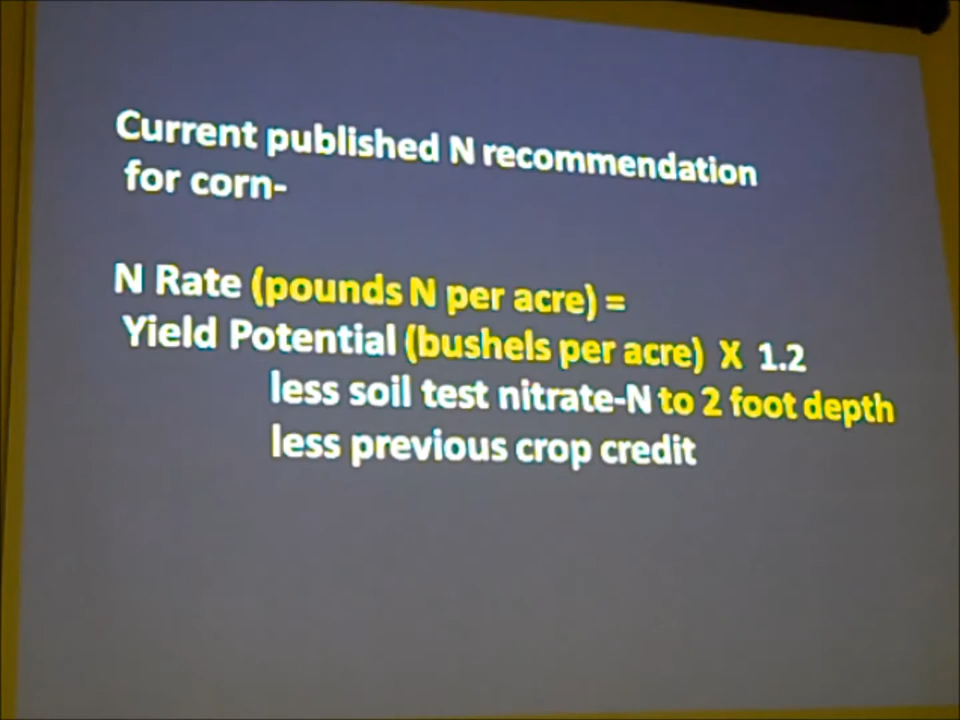 Current published N recommendation
for corn-
N Rate (pounds N per acre) =
Yield Potential (bushels per acre) X 1.2
less soil test nitrate-N to 2 foot depth
less previous crop credit